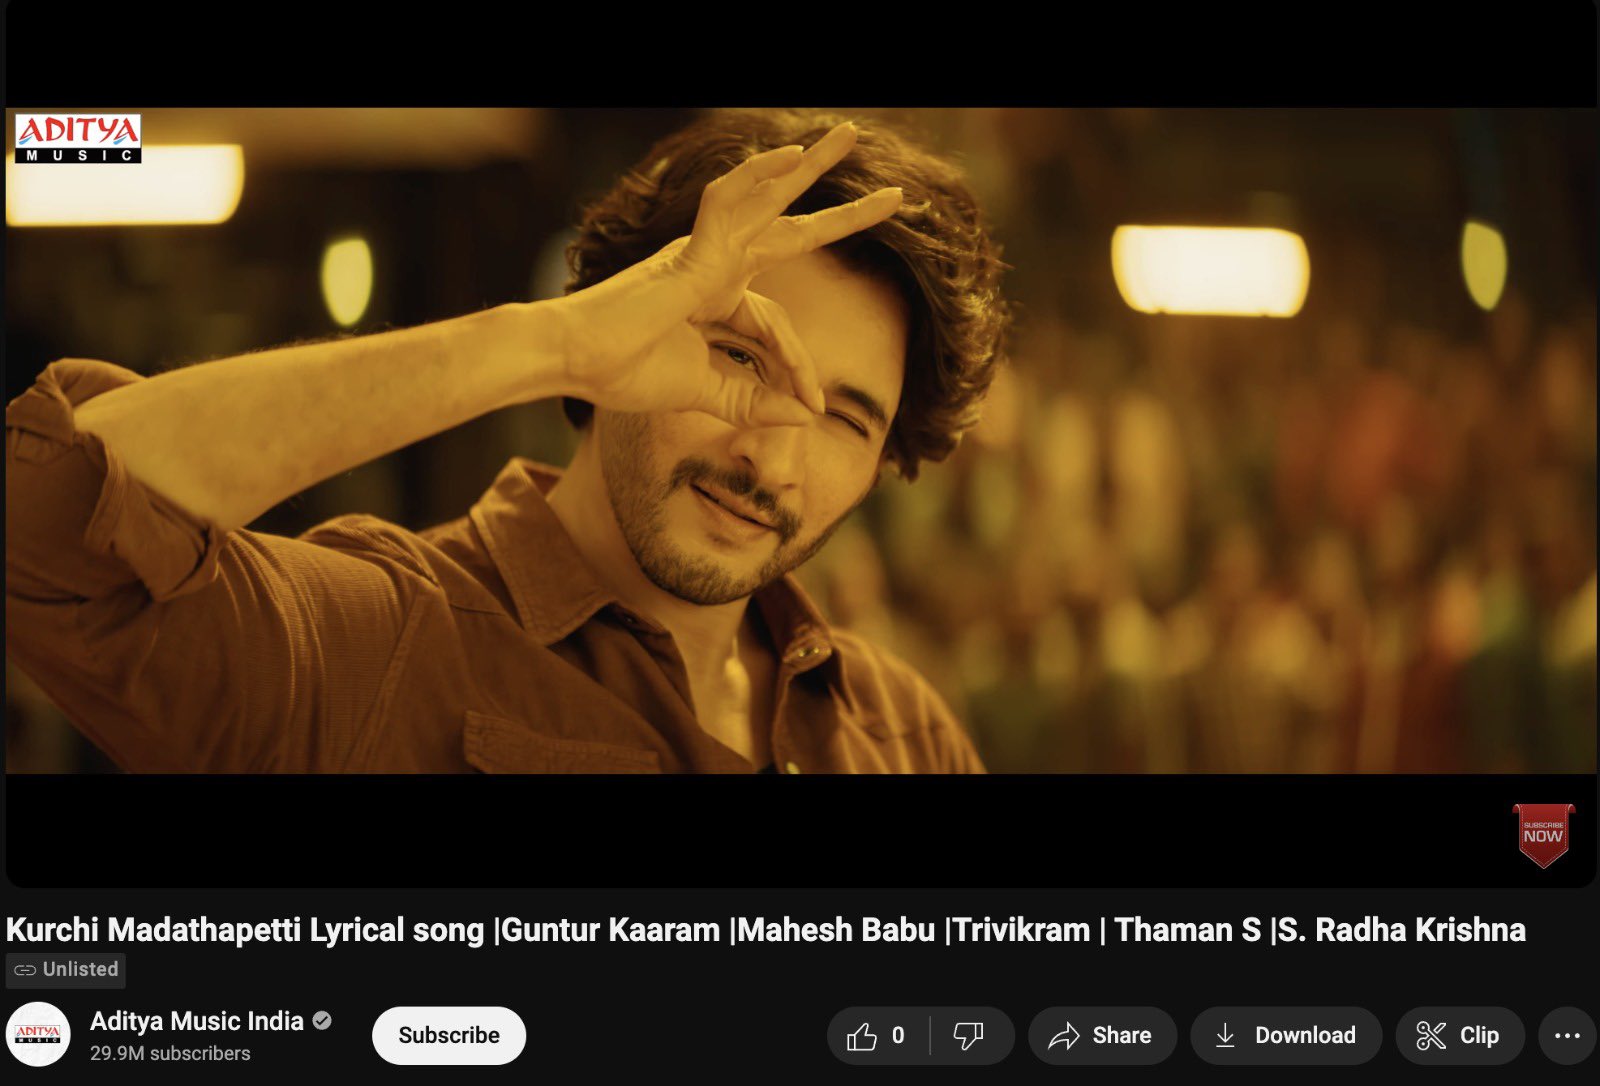 ADITYA
MUSIC
SUBSCRIBE
NOW
Kurchi Madathapetti Lyrical song |Guntur Kaaram |Mahesh Babu |Trivikram | Thaman S |S. Radha Krishna
Unlisted
ADITYA
MUSIC
Aditya Music India
29.9M subscribers
Subscribe
0
Share
Download
Clip